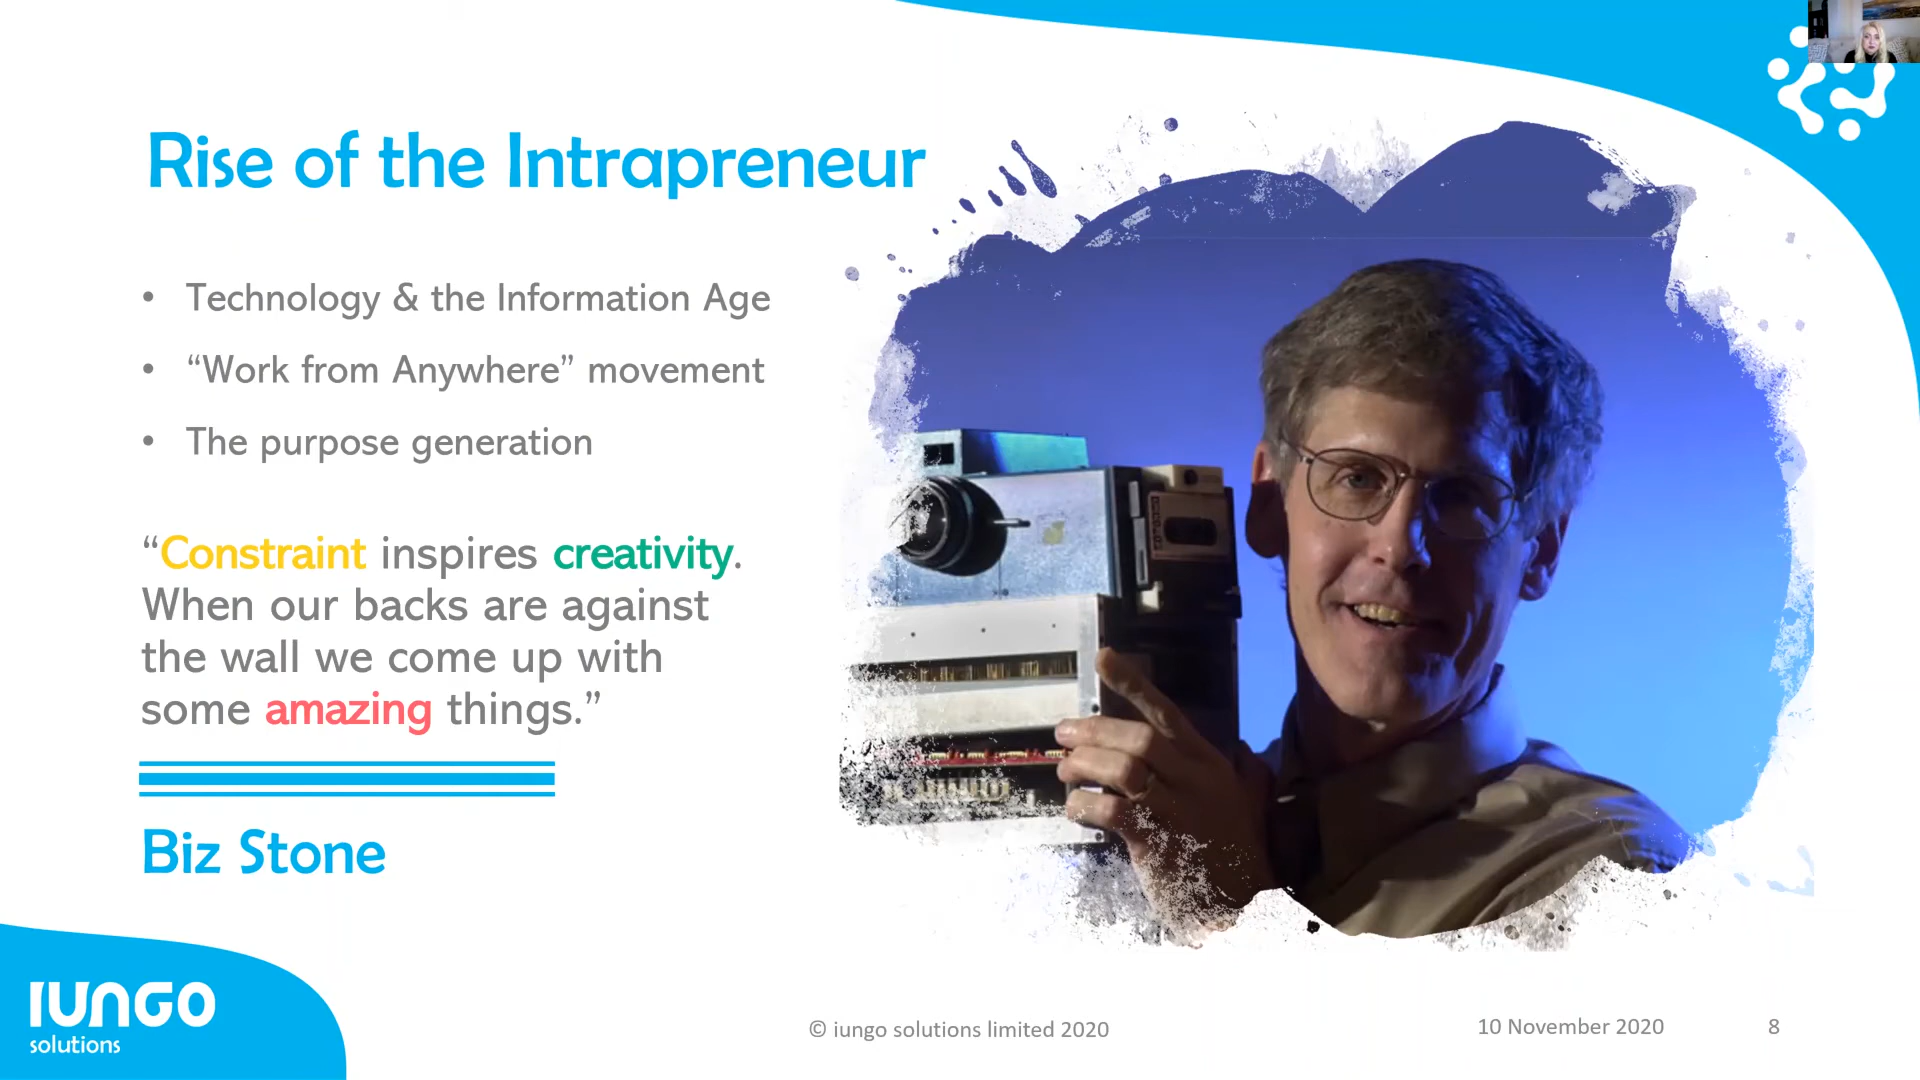 Rise of the Intrapreneur
• Technology & the Information Age
• “Work from Anywhere” movement
• The purpose generation
“Constraint inspires creativity.
When our backs are against
the wall we come up with
some amazing things.”
Biz Stone
IUNGO
solutions
© iungo solutions limited 2020
10 November 2020
8